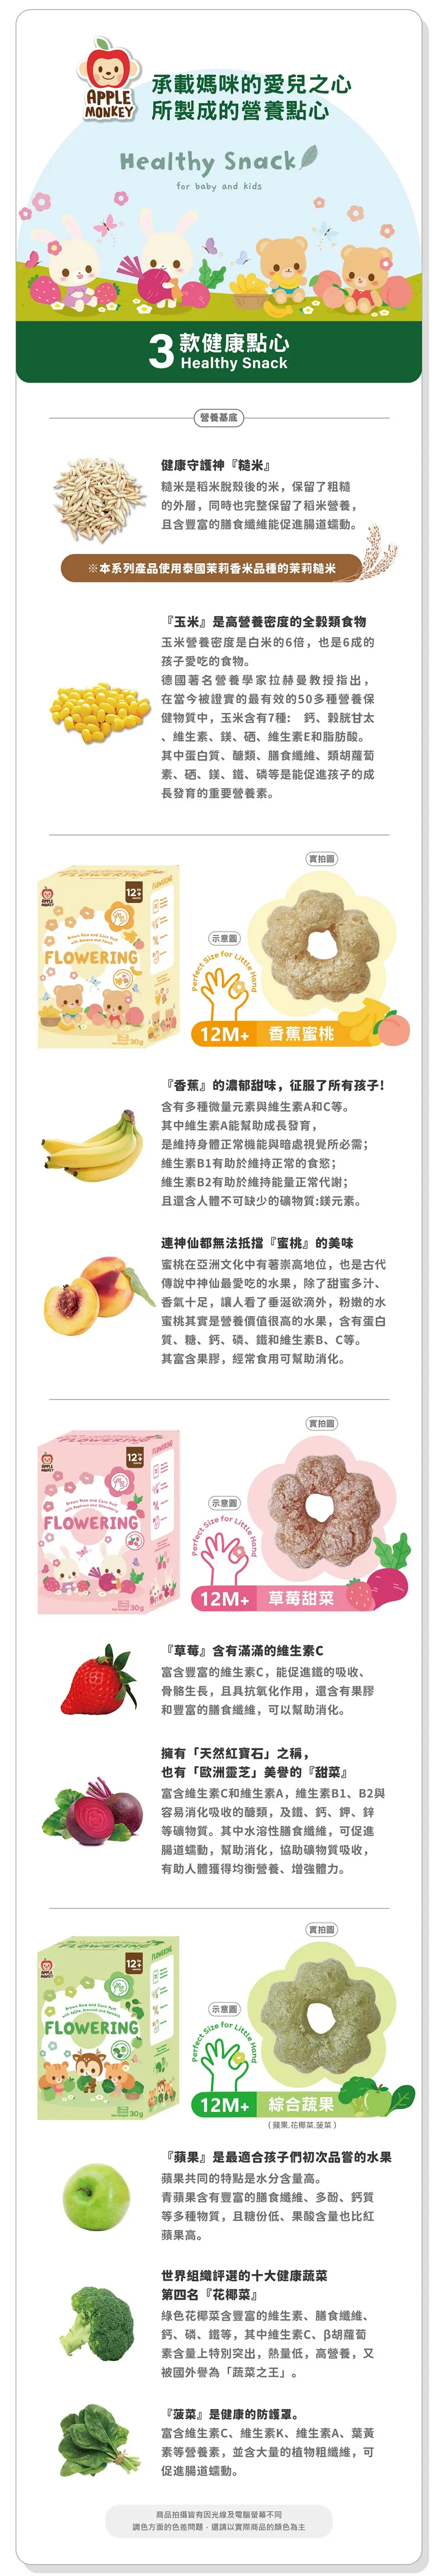 APPLE
MONKEY
承載媽咪的愛兒之心
所製成的營養點心
Healthy Snack
for baby and kids
3款健康點心
Healthy Snack
營養基底
健康守護神『糙米』
糙米是稻米脫殼後的米，保留了粗糙
的外層，同時也完整保留了稻米營養，
且含豐富的膳食纖維能促進腸道蠕動。
※本系列產品使用泰國茉莉香米品種的茉莉糙米
『玉米』是高營養密度的全穀類食物
玉米營養密度是白米的6倍，也是6成的
孩子愛吃的食物。
德國著名營養學家拉赫曼教授指出，
在當今被證實的最有效的50多種營養保
健物質中，玉米含有7種： 鈣、穀胱甘太
、維生素、鎂、硒、維生素E和脂肪酸。
其中蛋白質、醣類、膳食纖維、類胡蘿蔔
素、硒、鎂、鐵、磷等是能促進孩子的成
長發育的重要營養素。
實拍圖
示意圖
Perfect Size for Little Hand
12+
APPLE
MONKEY
Brown Rice and Corn Puff
with Banana and Peach
FLOWERING
30g
12M+ 香蕉蜜桃
『香蕉』的濃郁甜味，征服了所有孩子!
含有多種微量元素與維生素A和C等。
其中維生素A能幫助成長發育，
是維持身體正常機能與暗處視覺所必需；
維生素B1有助於維持正常的食慾；
維生素B2有助於維持能量正常代謝；
且還含人體不可缺少的礦物質:鎂元素。
連神仙都無法抵擋『蜜桃』的美味
蜜桃在亞洲文化中有著崇高地位，也是古代
傳說中神仙最愛吃的水果，除了甜蜜多汁、
香氣十足，讓人看了垂涎欲滴外，粉嫩的水
蜜桃其實是營養價值很高的水果，含有蛋白
質、糖、鈣、磷、鐵和維生素B、C等。
其富含果膠，經常食用可幫助消化。
實拍圖
示意圖
Perfect Size for Little Hand
FLOWERING
12+
APPLE
MONKEY
Brown Rice and Corn Puff
with Beetroot and Strawberry
FLOWERING
30g
12M+ 草莓甜菜
『草莓』含有滿滿的維生素C
富含豐富的維生素C，能促進鐵的吸收、
骨骼生長，且具抗氧化作用，還含有果膠
和豐富的膳食纖維，可以幫助消化。
擁有「天然紅寶石」之稱，
也有「歐洲靈芝」美譽的『甜菜』
富含維生素C和維生素A，維生素B1、B2與
容易消化吸收的醣類，及鐵、鈣、鉀、鋅
等礦物質。其中水溶性膳食纖維，可促進
腸道蠕動，幫助消化，協助礦物質吸收，
有助人體獲得均衡營養、增強體力。
實拍圖
示意圖
Perfect Size for Little Hand
FLOWERING
12+
APPLE
MONKEY
Brown Rice and Corn Puff
FLOWERING
30g
12M+ 綜合蔬果
（蘋果.花椰菜.菠菜）
『蘋果』是最適合孩子們初次品嘗的水果
蘋果共同的特點是水分含量高。
青蘋果含有豐富的膳食纖維、多酚、鈣質
等多種物質，且糖份低、果酸含量也比紅
蘋果高。
世界組織評選的十大健康蔬菜
第四名『花椰菜』
綠色花椰菜含豐富的維生素、膳食纖維、
鈣、磷、鐵等，其中維生素C、β胡蘿蔔
素含量上特別突出，熱量低，高營養，又
被國外譽為「蔬菜之王」。
『菠菜』是健康的防護罩。
富含維生素C、維生素K、維生素A、葉黃
素等營養素，並含大量的植物粗纖維，可
促進腸道蠕動。
商品拍攝皆有因光線及電腦螢幕不同
調色方面的色差問題，還請以實際商品的顏色為主